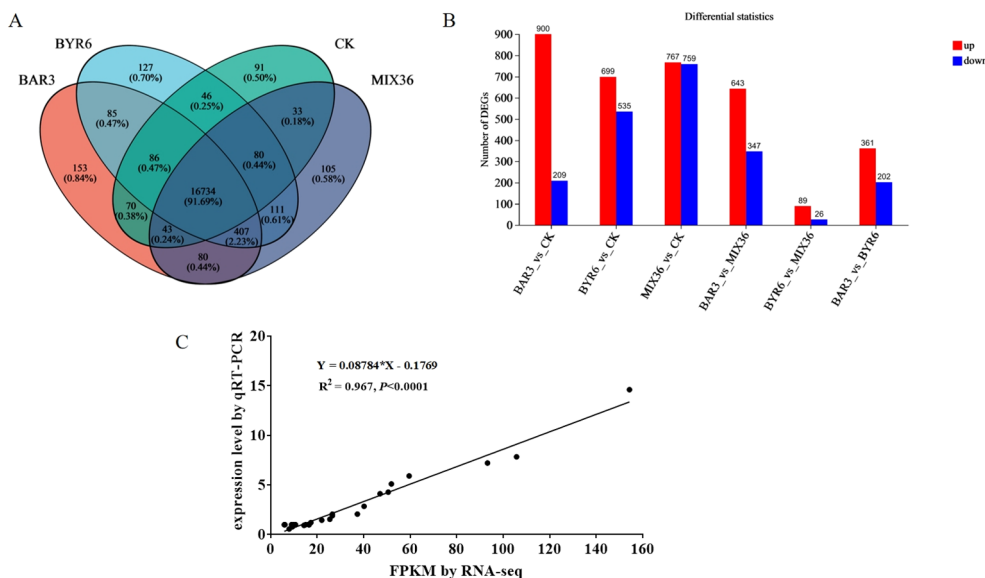 A
BYR6
CK
BAR3
MIX36
127
(0.70%)
91
(0.50%)
46
(0.25%)
85
(0.47%)
33
(0.18%)
86
(0.47%)
80
(0.44%)
153
(0.84%)
105
(0.58%)
16734
(91.69%)
70
(0.38%)
111
(0.61%)
43
(0.24%)
407
(2.23%)
80
(0.44%)
B
Differential statistics
up
down
Number of DEGs
900
800
700
600
500
400
300
200
100
0
900
209
699
535
767
759
643
347
89
26
361
202
BAR3_vs_CK
BYR6_vs_CK
MIX36_vs_CK
BAR3_vs_MIX36
BYR6_vs_MIX36
BAR3_vs_BYR6
C
expression level by qRT-PCR
20
15
10
5
0
Y = 0.08784*X - 0.1769
R² = 0.967, P<0.0001
0 20 40 60 80 100 120 140 160
FPKM by RNA-seq